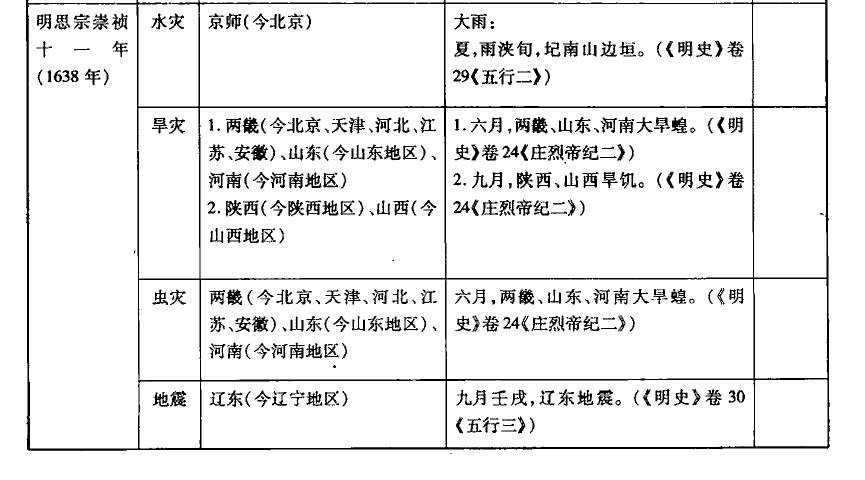 明思宗崇祯
十一年
(1638年)
水灾
京师(今北京)
大雨:
夏,雨浃旬,圮南山边垣。(《明史》卷
29《五行二》)
旱灾
1.两畿(今北京、天津、河北、江
苏、安徽)、山东(今山东地区)、
河南(今河南地区)
2.陕西(今陕西地区)、山西(今
山西地区)
1.六月,两畿、山东、河南大旱蝗。(《明
史》卷24《庄烈帝纪二》)
2.九月,陕西、山西旱饥。(《明史》卷
24《庄烈帝纪二》)
虫灾
两畿(今北京、天津、河北、江
苏、安徽)、山东(今山东地区)、
河南(今河南地区)
六月,两畿、山东、河南大旱蝗。(《明
史》卷24《庄烈帝纪二》)
地震
辽东(今辽宁地区)
九月壬戌,辽东地震。(《明史》卷30
《五行三》)